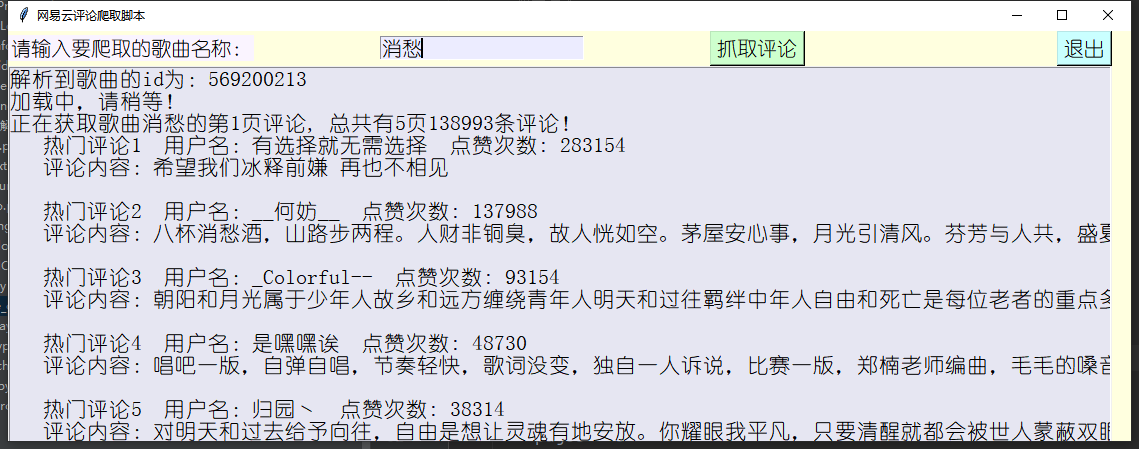 网易云评论爬取脚本
请输入要爬取的歌曲名称: 消愁 抓取评论 退出
解析到歌曲的id为: 569200213
加载中，请稍等!
正在获取歌曲消愁的第1页评论, 总共有5页138993条评论!
热门评论1 用户名: 有选择就无需选择 点赞次数: 283154
评论内容: 希望我们冰释前嫌 再也不相见
热门评论2 用户名: __何妨__ 点赞次数: 137988
评论内容: 八杯消愁酒，山路步两程。人财非铜臭，故人恍如空。茅屋安心事，月光引清风。芬芳与人共，盛夏
热门评论3 用户名: _Colorful-- 点赞次数: 93154
评论内容: 朝阳和月光属于少年人故乡和远方缠绕青年人明天和过往羁绊中年人自由和死亡是每位老者的重点多
热门评论4 用户名: 是嘿嘿诶 点赞次数: 48730
评论内容: 唱吧一版，自弹自唱，节奏轻快，歌词没变，独自一人诉说，比赛一版，郑楠老师编曲，毛毛的嗓音
热门评论5 用户名: 归园丶 点赞次数: 38314
评论内容: 对明天和过去给予向往，自由是想让灵魂有地安放。你耀眼我平凡，只要清醒就都会被世人蒙蔽双眼